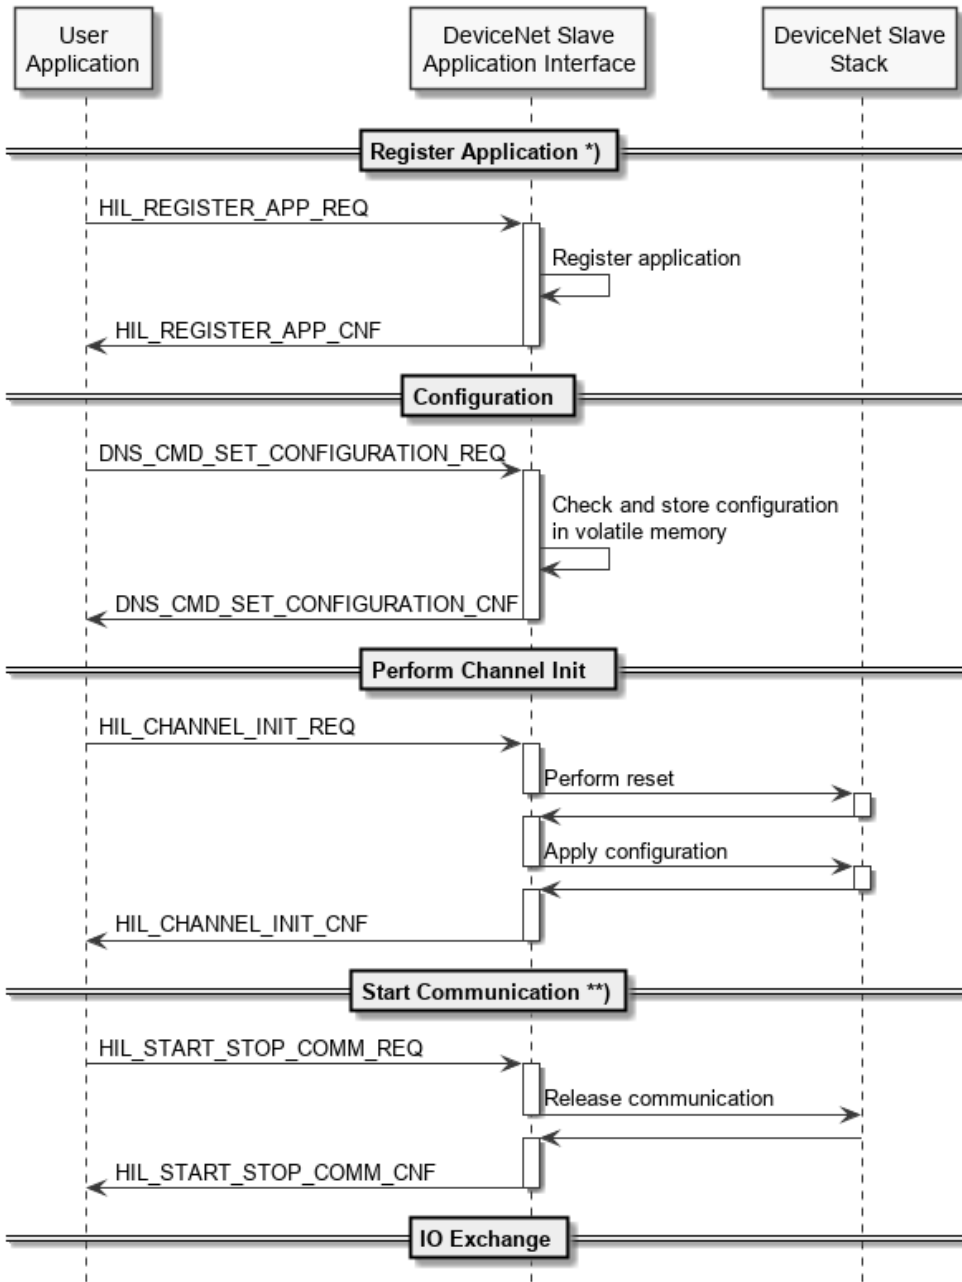 User
Application
DeviceNet Slave
Application Interface
DeviceNet Slave
Stack
Register Application *)
HIL_REGISTER_APP_REQ
Register application
HIL_REGISTER_APP_CNF
Configuration
DNS_CMD_SET_CONFIGURATION_REQ
Check and store configuration
in volatile memory
DNS_CMD_SET_CONFIGURATION_CNF
Perform Channel Init
HIL_CHANNEL_INIT_REQ
Perform reset
Apply configuration
HIL_CHANNEL_INIT_CNF
Start Communication **)
HIL_START_STOP_COMM_REQ
Release communication
HIL_START_STOP_COMM_CNF
IO Exchange